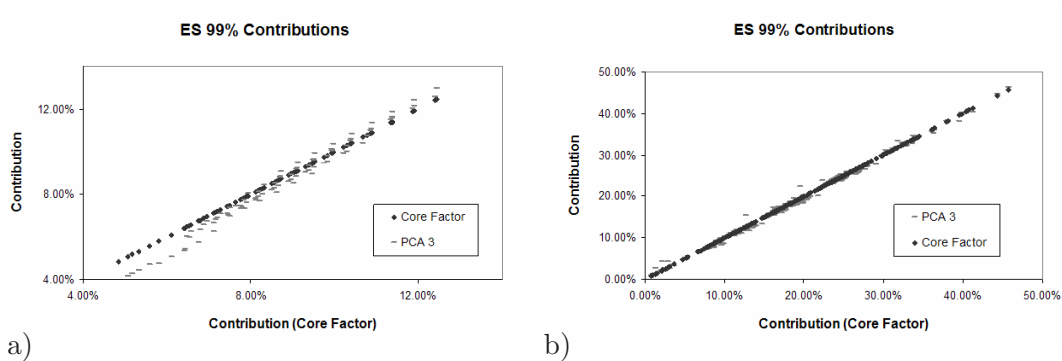 ES 99% Contributions
12.00%
8.00%
4.00%
Contribution
Core Factor
PCA 3
4.00%
8.00%
12.00%
Contribution (Core Factor)
a)
ES 99% Contributions
50.00%
40.00%
30.00%
20.00%
10.00%
0.00%
Contribution
PCA 3
Core Factor
0.00%
10.00%
20.00%
30.00%
40.00%
50.00%
Contribution (Core Factor)
b)